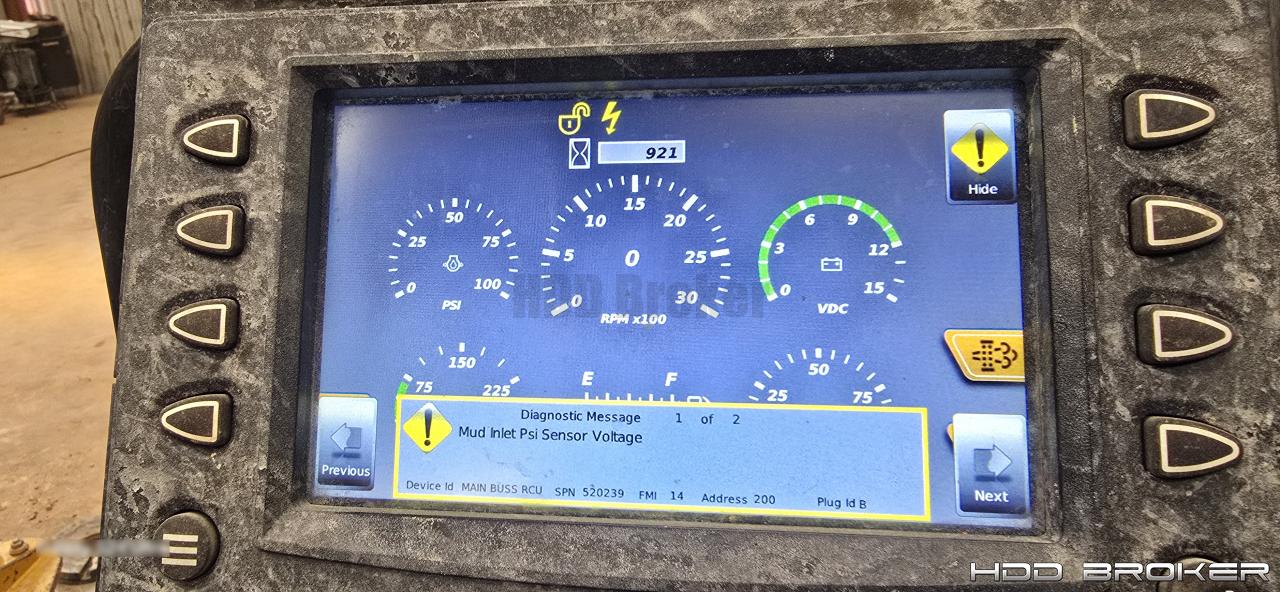 921
Hide
50
25
75
0
100
PSI
15
10
20
5
0
25
0
30
RPM x100
6
9
3
12
0
15
VDC
HDD Broker
150
75
225
E
F
50
25
75
Diagnostic Message 1 of 2
Mud Inlet Psi Sensor Voltage
Device Id MAIN BUSS RCU SPN 520239 FMI 14 Address 200 Plug Id B
Previous
Next
HDD BROKER